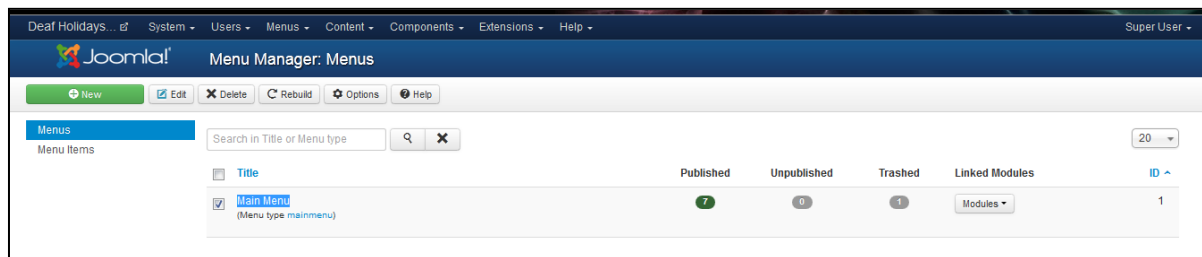 Deaf Holidays... System Users Menus Content Components Extensions Help Super User
Joomla!® Menu Manager: Menus
New Edit Delete Rebuild Options Help
Menus
Menu Items
Search in Title or Menu type
20
Title Published Unpublished Trashed Linked Modules ID
Main Menu 7 0 1 Modules 1
(Menu type mainmenu)